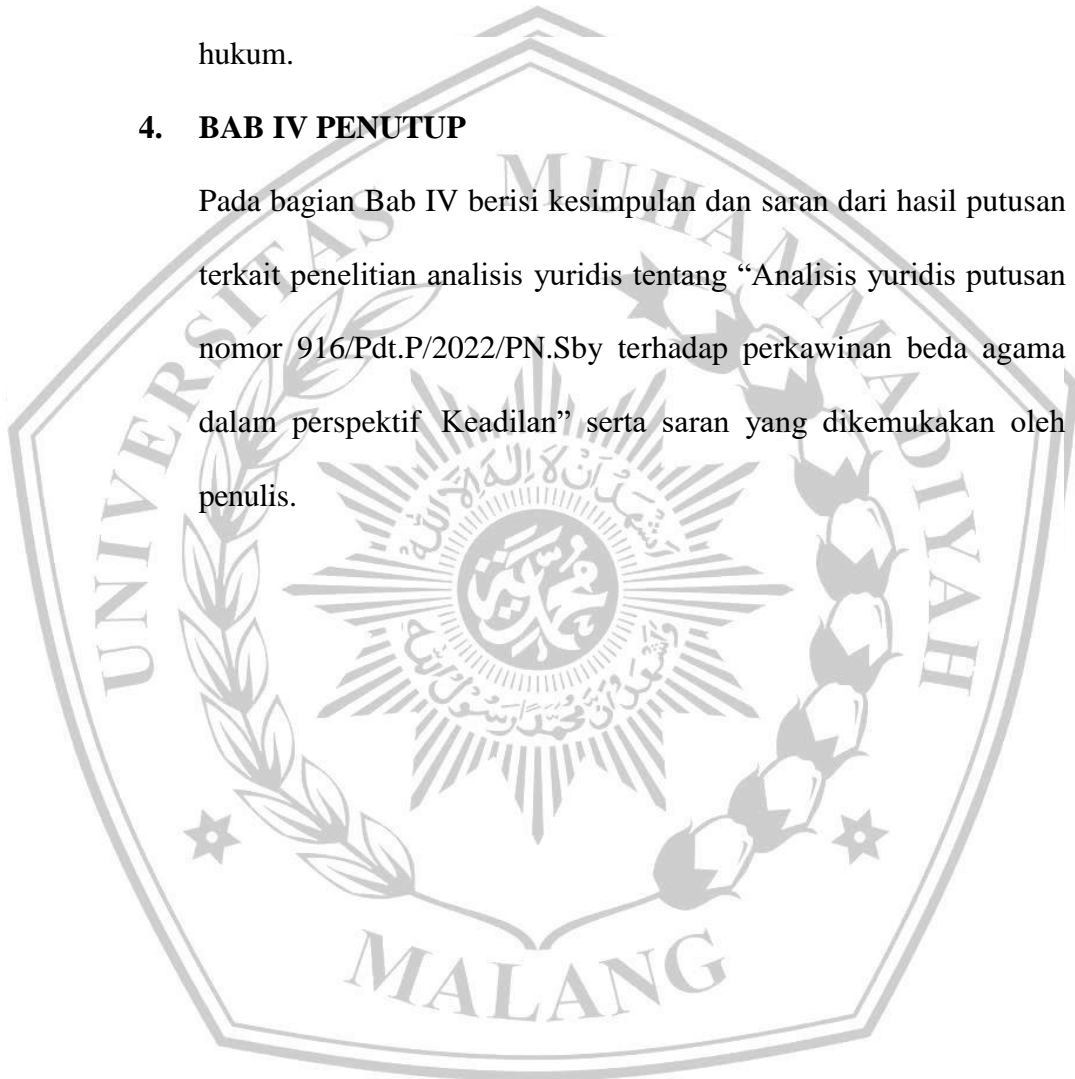 hukum.
4. BAB IV PENUTUP
Pada bagian Bab IV berisi kesimpulan dan saran dari hasil putusan
terkait penelitian analisis yuridis tentang “Analisis yuridis putusan
nomor 916/Pdt.P/2022/PN.Sby terhadap perkawinan beda agama
dalam perspektif Keadilan” serta saran yang dikemukakan oleh
penulis.
UNIVERSITAS MUHAMMADIYAH
MALANG